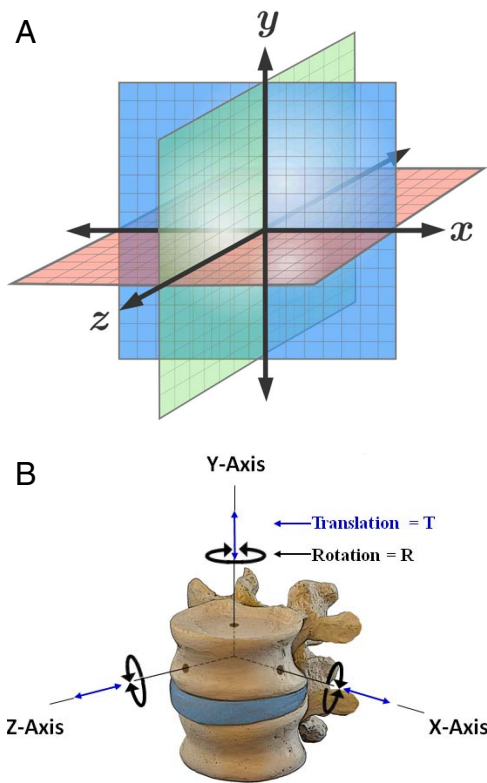 A
y
x
z
B
Y-Axis
Translation = T
Rotation = R
Z-Axis
X-Axis